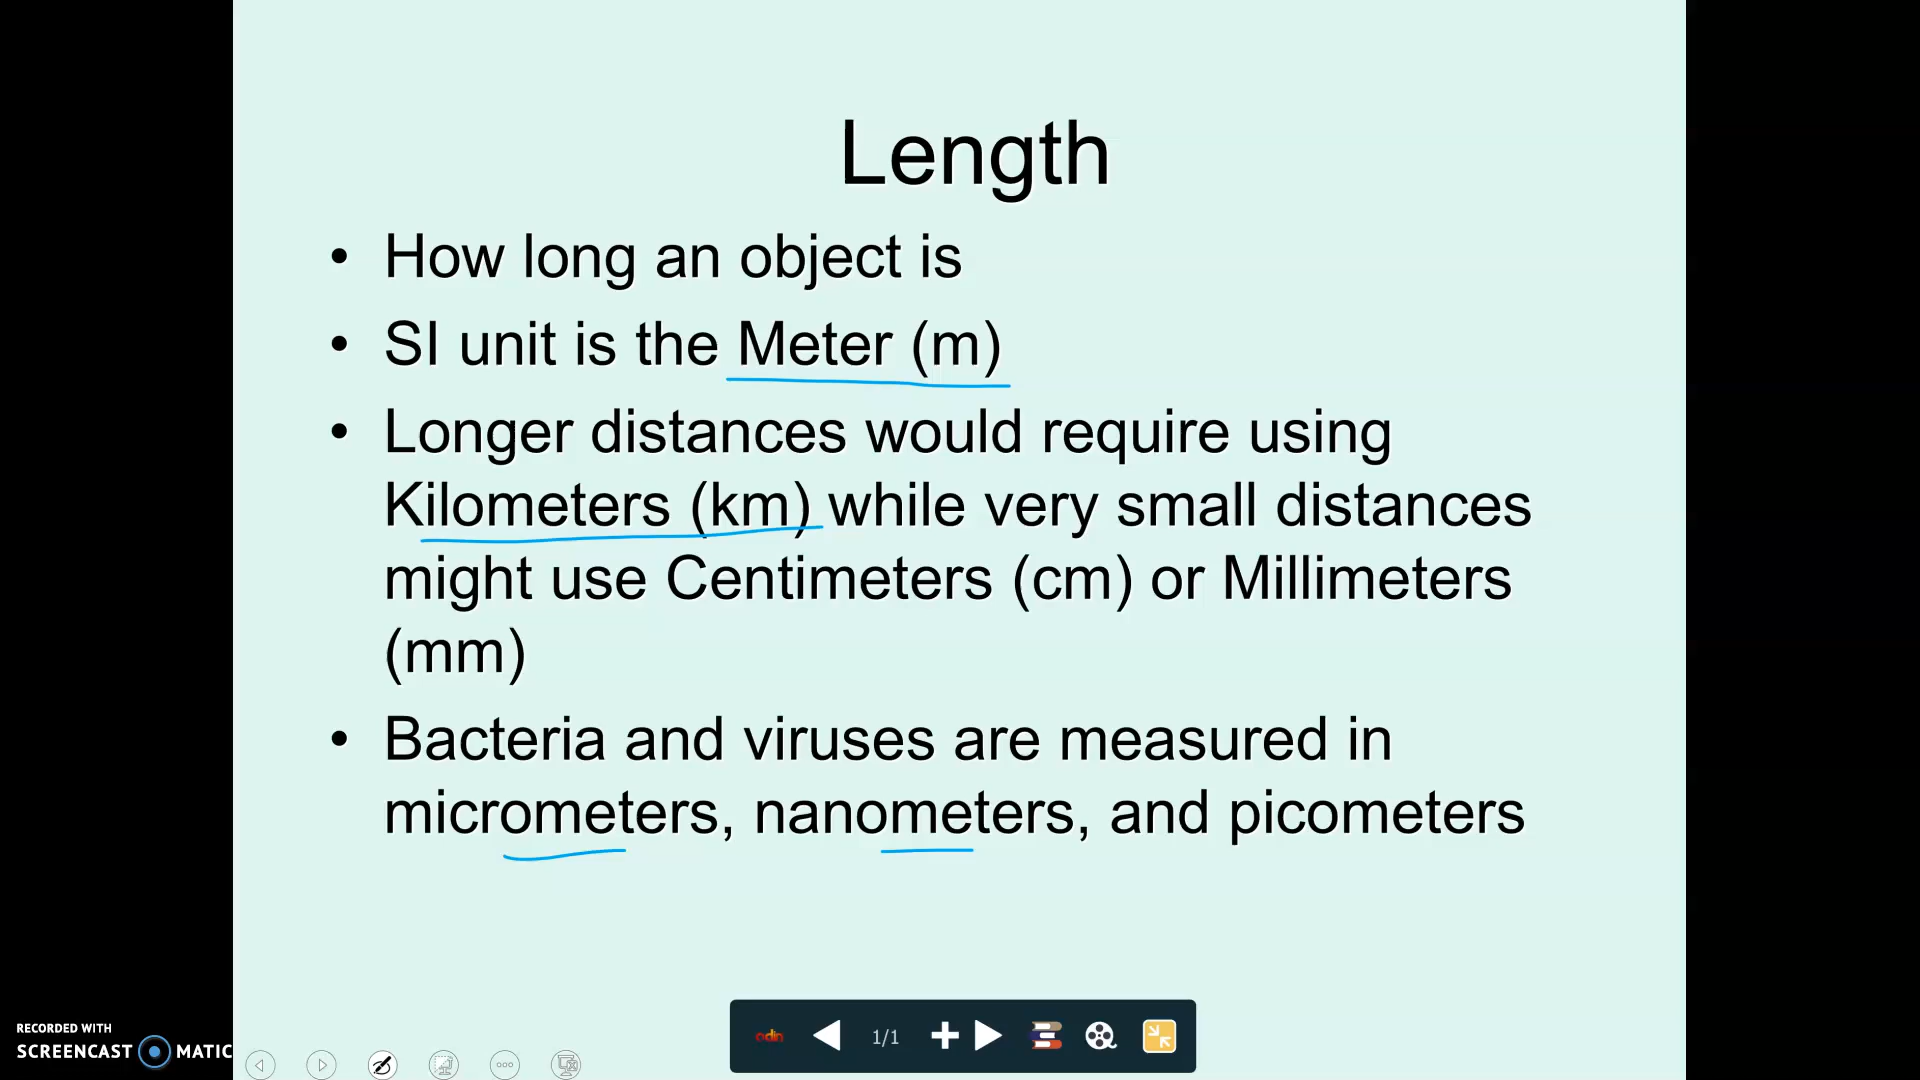 Length
• How long an object is
• SI unit is the Meter (m)
• Longer distances would require using
Kilometers (km) while very small distances
might use Centimeters (cm) or Millimeters
(mm)
• Bacteria and viruses are measured in
micrometers, nanometers, and picometers
RECORDED WITH
SCREENCAST MATIC
odin
1/1